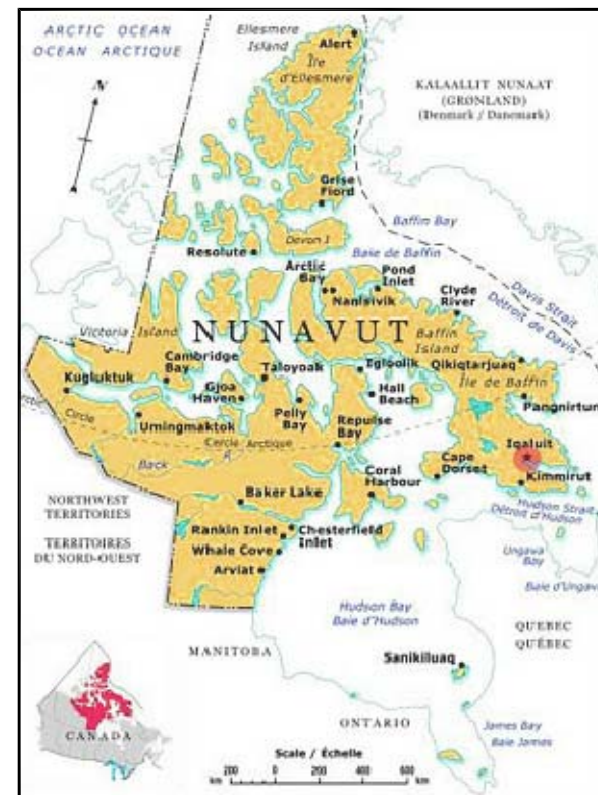 ARCTIC OCEAN
OCEAN ARCTIQUE
Ellesmere
Island
Alert
Île
d'Ellesmere
KALAALLIT NUNAAT
(GRØNLAND)
(Denmark / Danemark)
N
Grise
Fiord
Baffin Bay
Devon I
Resolute
Baie de Baffin
Arctic
Bay
Pond
Inlet
Nanisivik
Clyde
River
Davis Strait
Détroit de Davis
Victoria Island
NUNAVUT
Baffin
Island
Cambridge
Bay
Taloyoak
Igloolik
Qikiqtarjuaq
Kugluktuk
Gjoa
Haven
Hall
Beach
Île de Baffin
Pangnirtun
Circle
Umingmaktok
Pelly
Bay
Repulse
Bay
Cercle Arctique
Iqaluit
Back
R
Coral
Harbour
Cape
Dorset
Kimmirut
Baker Lake
NORTHWEST
TERRITORIES
Hudson Strait
Détroit d'Hudson
Rankin Inlet
Chesterfield
Inlet
TERRITOIRES
DU NORD-OUEST
Whale Cove
Ungava
Bay
Arviat
Baie d'Ungava
Hudson Bay
Baie d'Hudson
QUEBEC
QUÉBEC
MANITOBA
Sanikiluaq
ONTARIO
James Bay
Baie James
CANADA
Scale / Échelle
200 0 200 400 600
km km